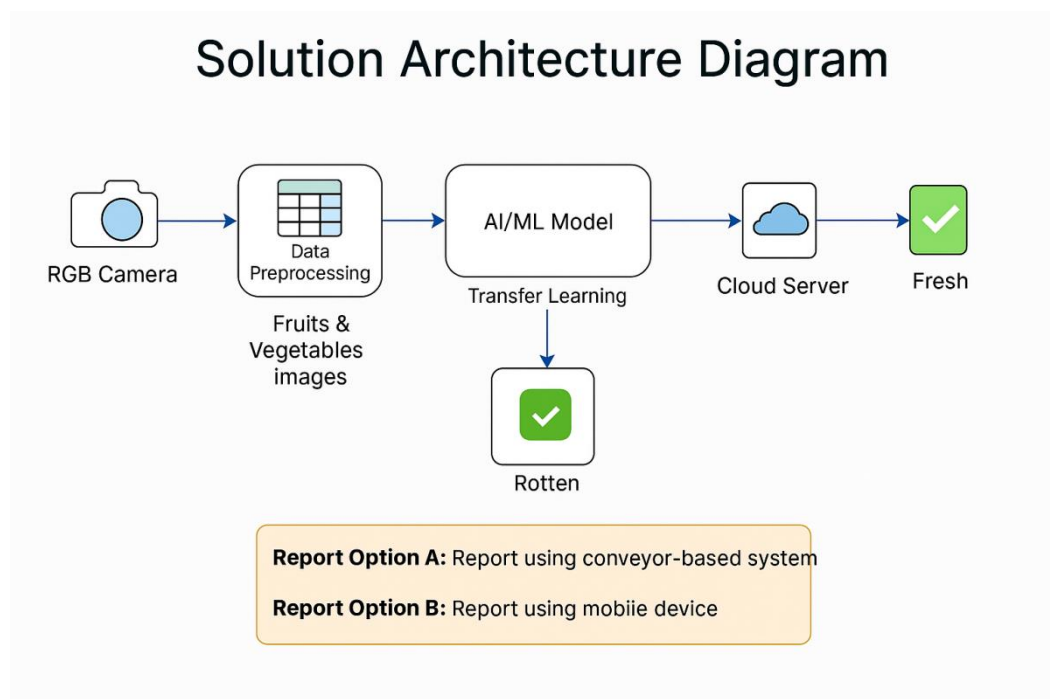 Solution Architecture Diagram
RGB Camera
Data
Preprocessing
Fruits &
Vegetables
images
AI/ML Model
Transfer Learning
Cloud Server
Fresh
Rotten
Report Option A: Report using conveyor-based system
Report Option B: Report using mobiie device